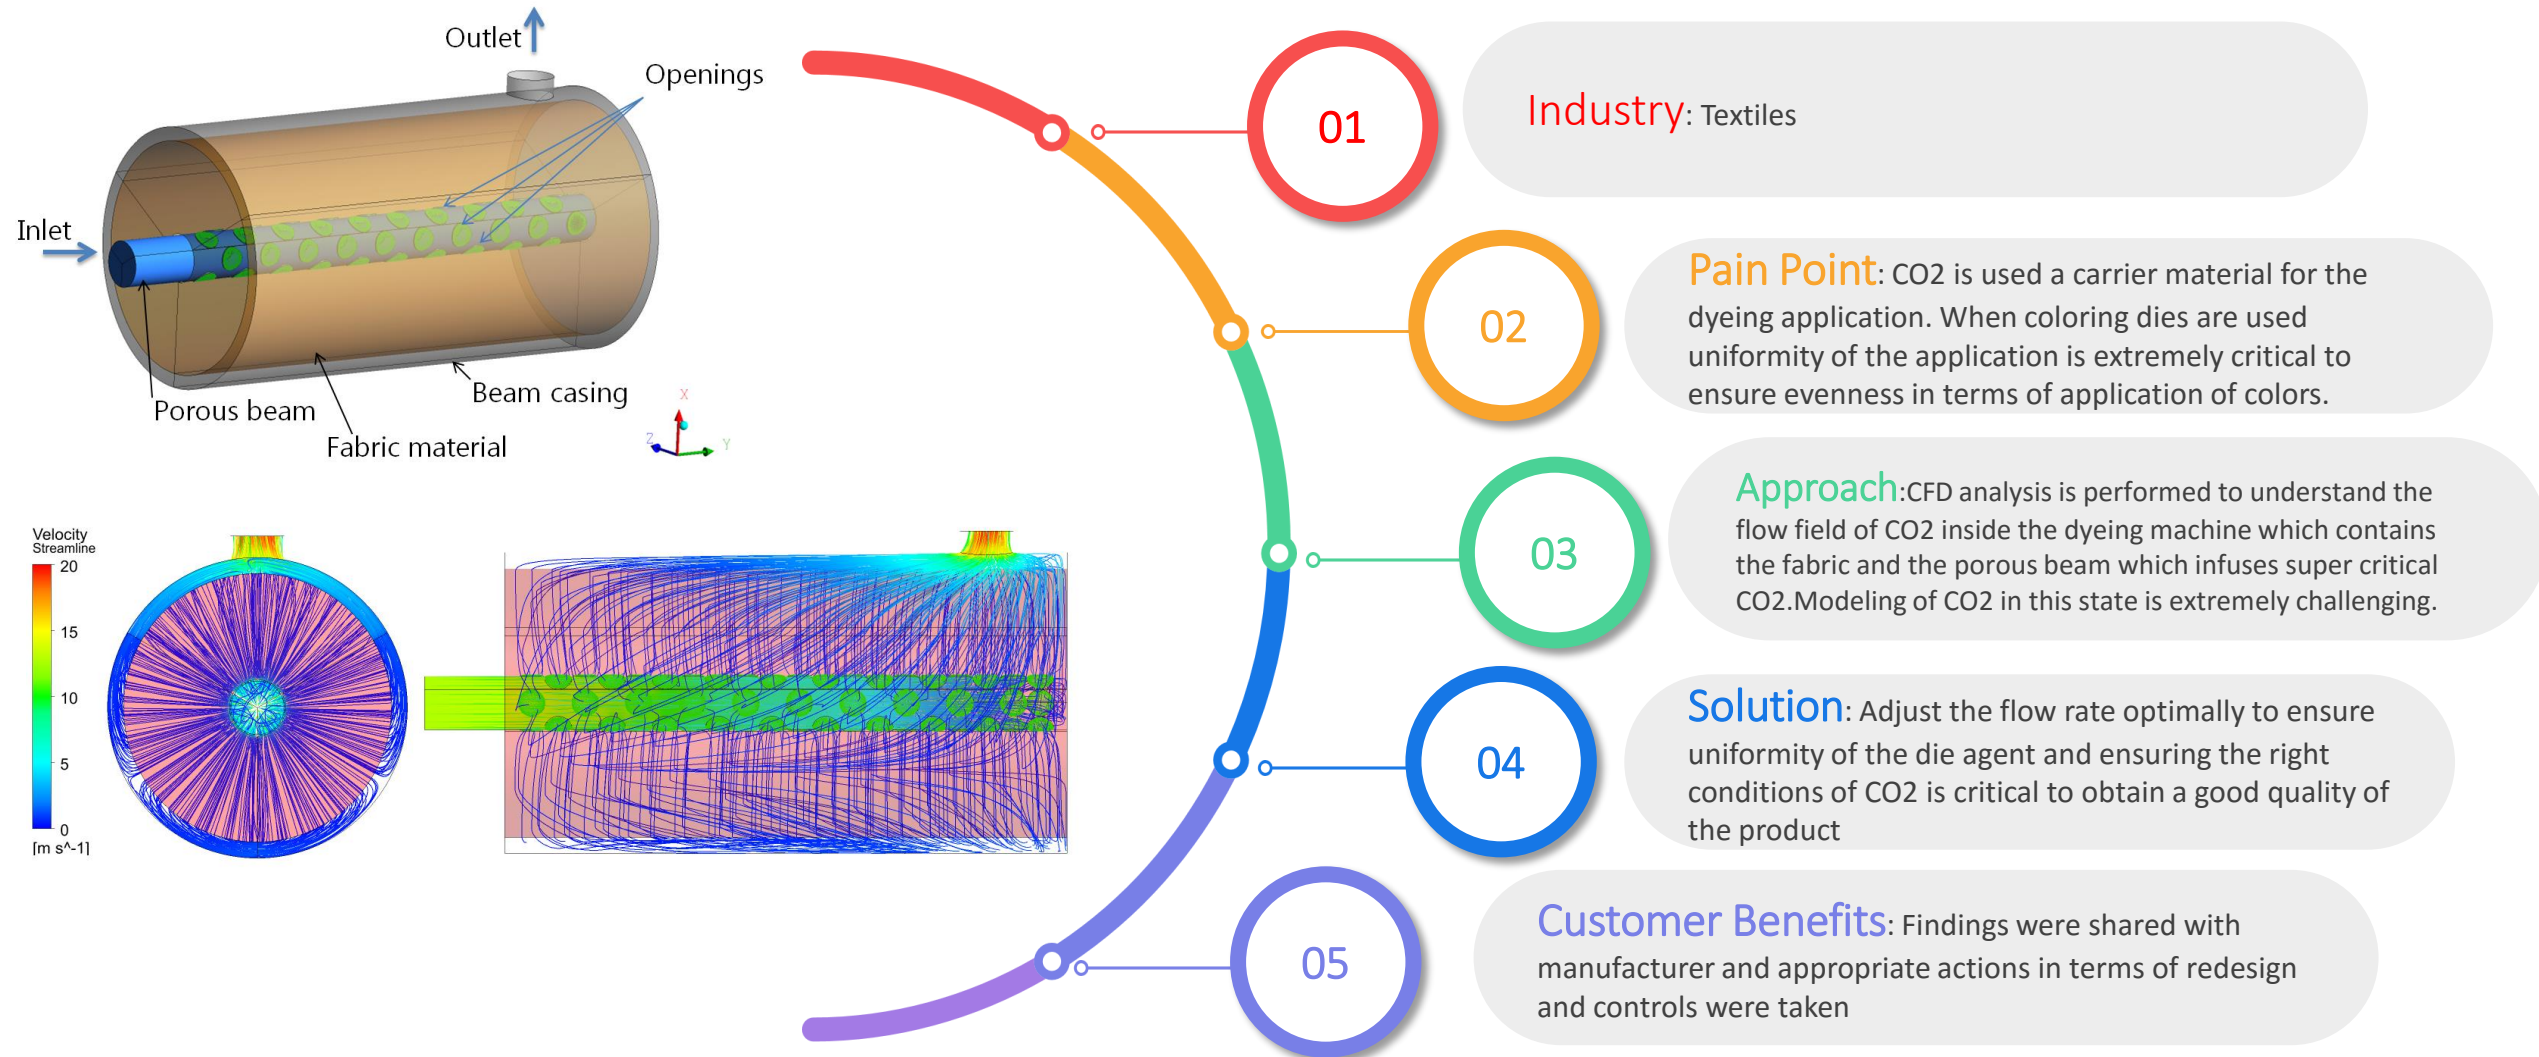 Outlet
Openings
Inlet
Porous beam
Fabric material
Beam casing
X
Z
Y
Velocity
Streamline
20
15
10
5
0
[m s^-1]
01
Industry: Textiles
02
Pain Point: CO2 is used a carrier material for the
dyeing application. When coloring dies are used
uniformity of the application is extremely critical to
ensure evenness in terms of application of colors.
03
Approach:CFD analysis is performed to understand the
flow field of CO2 inside the dyeing machine which contains
the fabric and the porous beam which infuses super critical
CO2.Modeling of CO2 in this state is extremely challenging.
04
Solution: Adjust the flow rate optimally to ensure
uniformity of the die agent and ensuring the right
conditions of CO2 is critical to obtain a good quality of
the product
05
Customer Benefits: Findings were shared with
manufacturer and appropriate actions in terms of redesign
and controls were taken